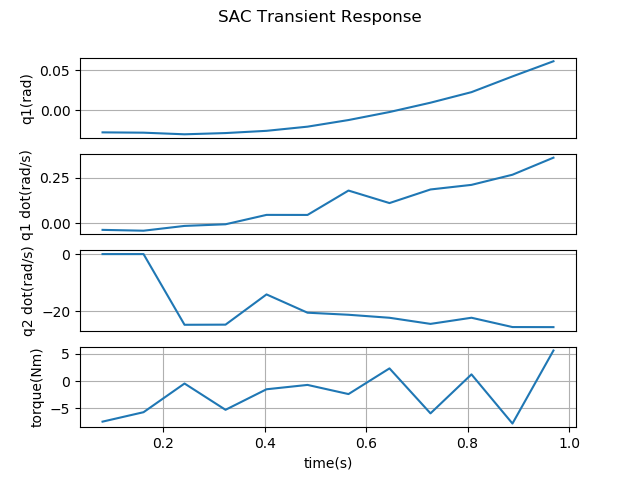 SAC Transient Response
q1(rad)
0.05
0.00
q1 dot(rad/s)
0.25
0.00
q2 dot(rad/s)
0
−20
torque(Nm)
5
0
−5
0.2 0.4 0.6 0.8 1.0
time(s)